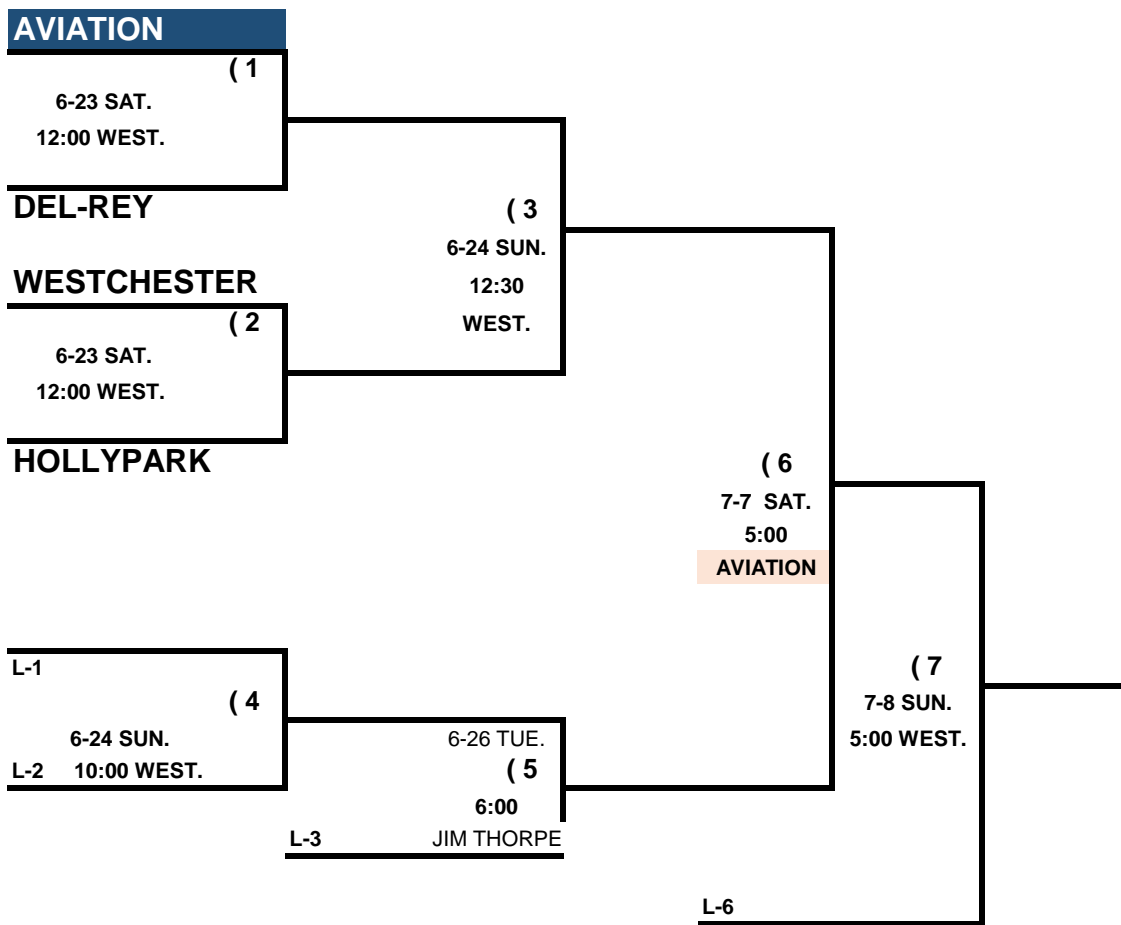 AVIATION
( 1
6-23 SAT.
12:00 WEST.
DEL-REY
( 3
6-24 SUN.
12:30
WEST.
WESTCHESTER
( 2
6-23 SAT.
12:00 WEST.
HOLLYPARK
( 6
7-7 SAT.
5:00
AVIATION
L-1
( 4
6-24 SUN.
L-2 10:00 WEST.
6-26 TUE.
( 5
6:00
L-3 JIM THORPE
( 7
7-8 SUN.
5:00 WEST.
L-6